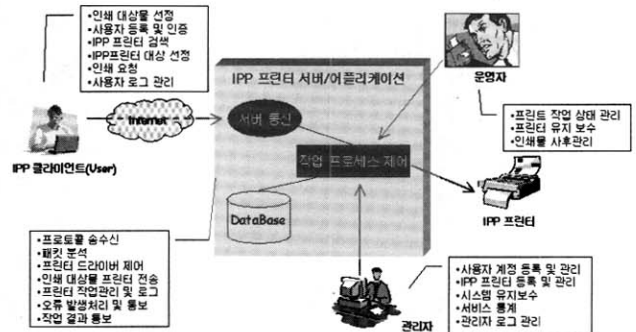 •인쇄 대상물 선정
•사용자 등록 및 인증
•IPP 프린터 검색
•IPP프린터 대상 선정
•인쇄 요청
•사용자 로그 관리
IPP 프린터 서버/어플리케이션
운영자
Internet
서버 통신
•프린트 작업 상태 관리
•프린터 유지 보수
•인쇄물 사후관리
IPP 클라이언트(User)
작업 프로세스 제어
DataBase
IPP 프린터
•프로토콜 송수신
•패킷 분석
•프린터 드라이버 제어
•인쇄 대상물 프린터 전송
•프린터 작업관리 및 로그
•오류 발생처리 및 통보
•작업 결과 통보
•사용자 계정 등록 및 관리
•IPP 프린터 등록 및 관리
•시스템 유지보수
•서비스 통계
•관리자 로그 관리
관리자